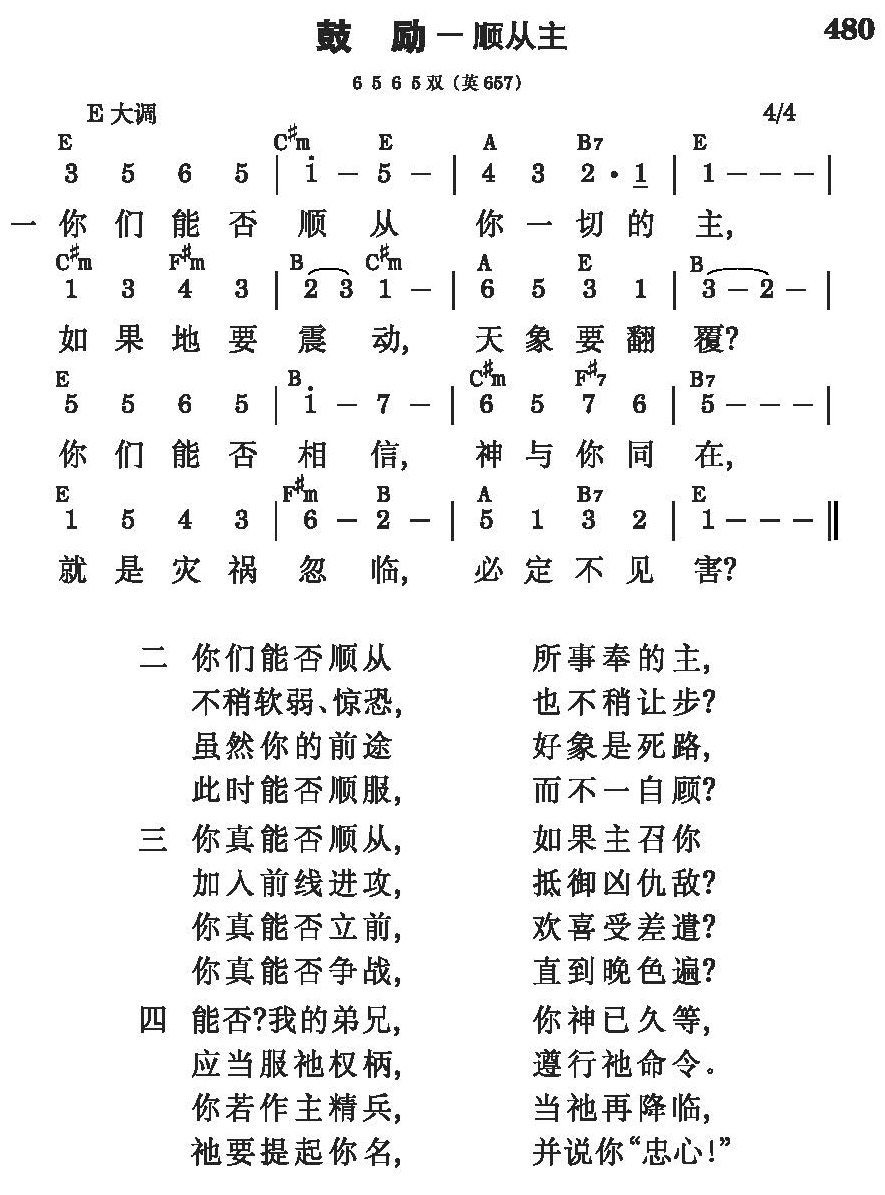 鼓 励－顺从主
480
6 5 6 5双（英657）
E大调 4/4
E C♯m E A B7 E
3 5 6 5 | i̇ － 5 － | 4 3 2 · 1̲ | 1 － － － |
一 你 们 能 否 顺 从 你 一 切 的 主,
C♯m F♯m B C♯m A E B
1 3 4 3 | 2 3 1 － | 6 5 3 1 | 3 － 2 － |
如 果 地 要 震 动, 天 象 要 翻 覆?
E B C♯m F♯7 B7
5 5 6 5 | i̇ － 7 － | 6 5 7 6 | 5 － － － |
你 们 能 否 相 信, 神 与 你 同 在,
E F♯m B A B7 E
1 5 4 3 | 6 － 2 － | 5 1 3 2 | 1 － － － ‖
就 是 灾 祸 忽 临, 必 定 不 见 害?
二 你们能否顺从 所事奉的主,
不稍软弱、惊恐, 也不稍让步?
虽然你的前途 好象是死路,
此时能否顺服, 而不一自顾?
三 你真能否顺从, 如果主召你
加入前线进攻, 抵御凶仇敌?
你真能否立前, 欢喜受差遣?
你真能否争战, 直到晚色遍?
四 能否?我的弟兄, 你神已久等,
应当服祂权柄, 遵行祂命令。
你若作主精兵, 当祂再降临,
祂要提起你名, 并说你“忠心!”